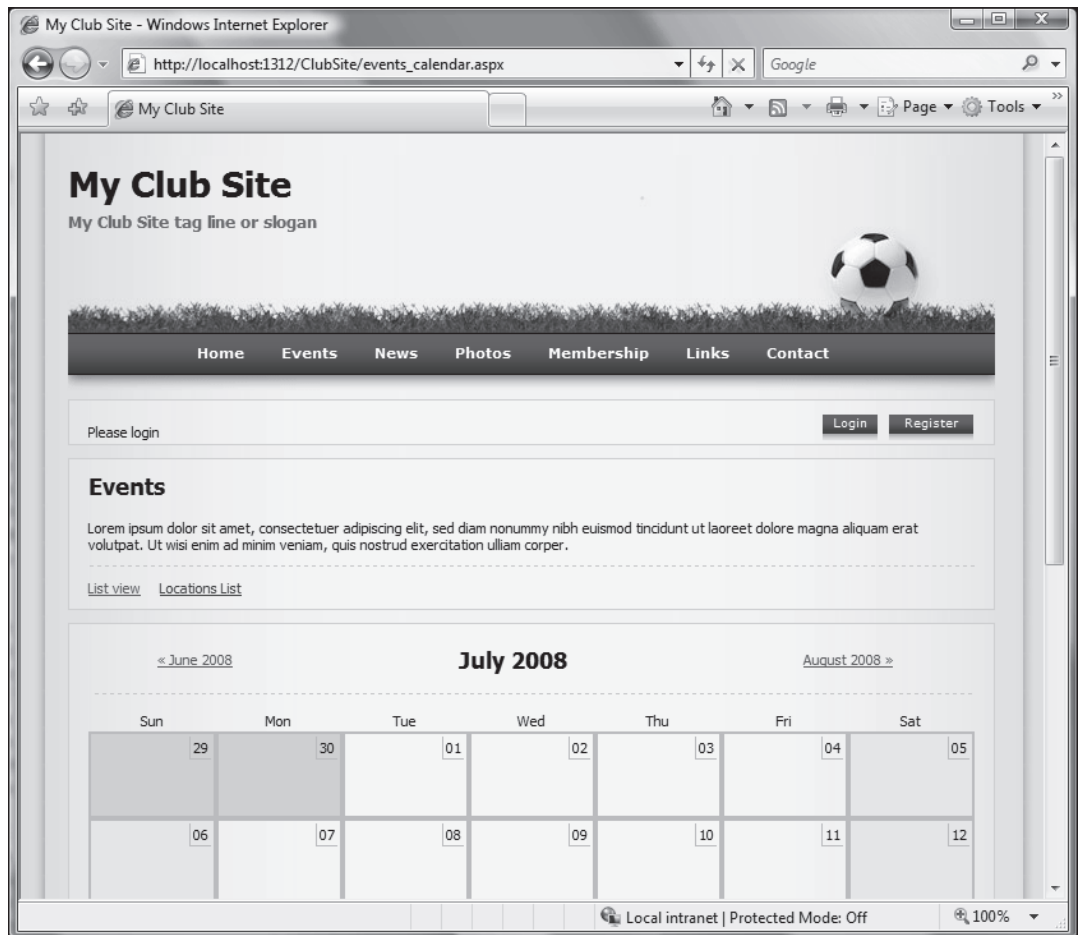 My Club Site - Windows Internet Explorer
http://localhost:1312/ClubSite/events_calendar.aspx
Google
My Club Site
Page
Tools
»
My Club Site
My Club Site tag line or slogan
Home Events News Photos Membership Links Contact
Please login
Login Register
Events
Lorem ipsum dolor sit amet, consectetuer adipiscing elit, sed diam nonummy nibh euismod tincidunt ut laoreet dolore magna aliquam erat
volutpat. Ut wisi enim ad minim veniam, quis nostrud exercitation ulliam corper.
List view Locations List
« June 2008 July 2008 August 2008 »
Sun Mon Tue Wed Thu Fri Sat
29 30 01 02 03 04 05
06 07 08 09 10 11 12
Local intranet | Protected Mode: Off 100%